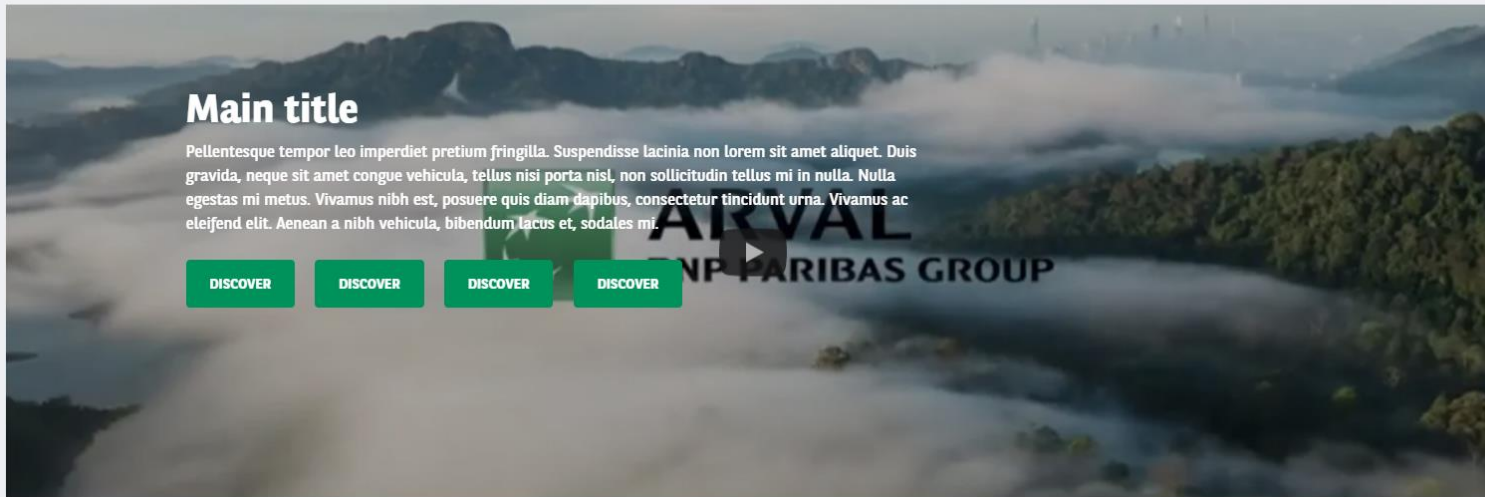 Main title
Pellentesque tempor leo imperdiet pretium fringilla. Suspendisse lacinia non lorem sit amet aliquet. Duis
gravida, neque sit amet congue vehicula, tellus nisi porta nisl, non sollicitudin tellus mi in nulla. Nulla
egestas mi metus. Vivamus nibh est, posuere quis diam dapibus, consectetur tincidunt urna. Vivamus ac
eleifend elit. Aenean a nibh vehicula, bibendum lacus et, sodales mi.
ARVAL
BNP PARIBAS GROUP
DISCOVER DISCOVER DISCOVER DISCOVER